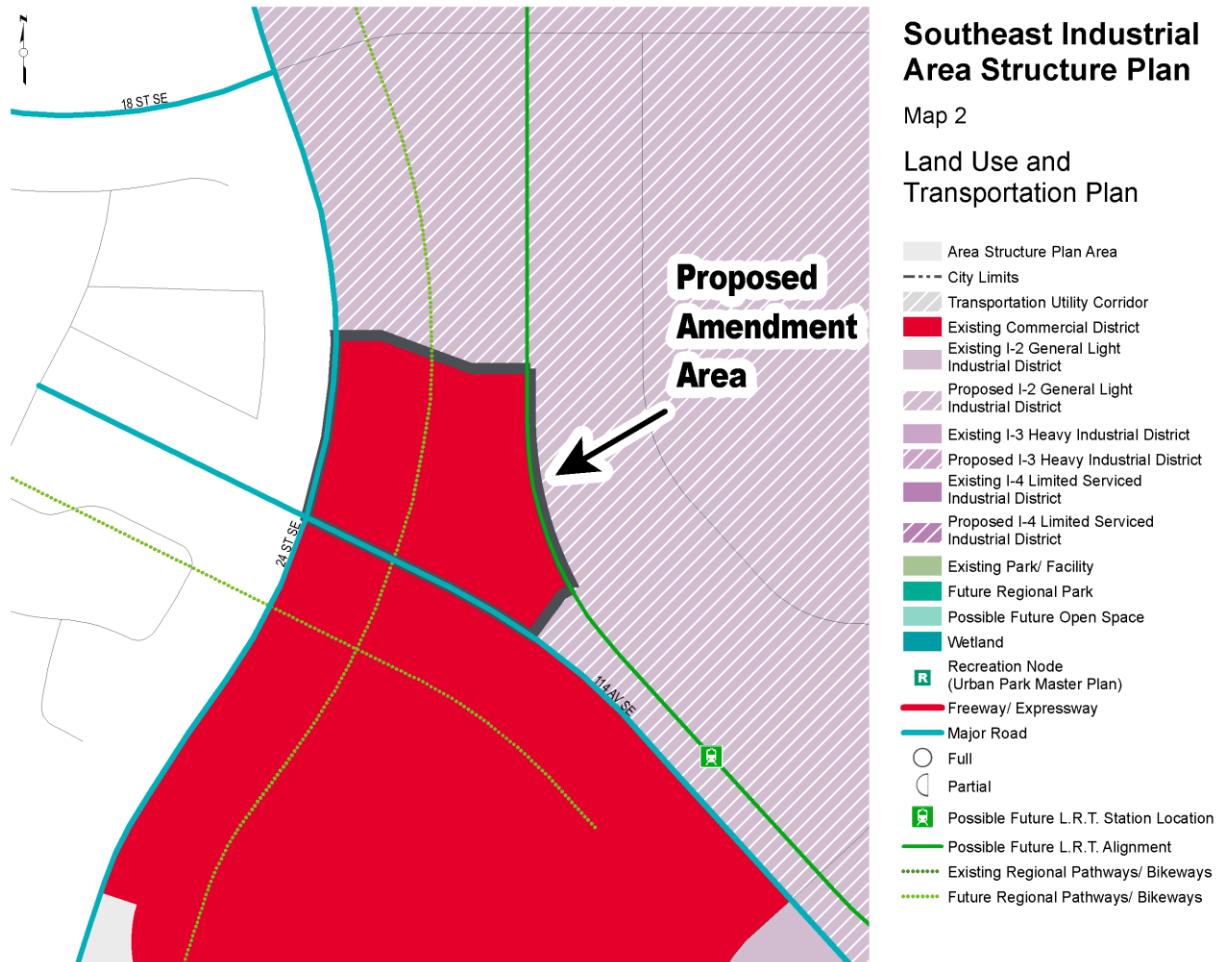 N
18 ST SE
Proposed
Amendment
Area
24 ST SE
114 AV SE
Southeast Industrial
Area Structure Plan
Map 2
Land Use and
Transportation Plan
Area Structure Plan Area
City Limits
Transportation Utility Corridor
Existing Commercial District
Existing I-2 General Light
Industrial District
Proposed I-2 General Light
Industrial District
Existing I-3 Heavy Industrial District
Proposed I-3 Heavy Industrial District
Existing I-4 Limited Serviced
Industrial District
Proposed I-4 Limited Serviced
Industrial District
Existing Park/ Facility
Future Regional Park
Possible Future Open Space
Wetland
R
Recreation Node
(Urban Park Master Plan)
Freeway/ Expressway
Major Road
Full
Partial
Possible Future L.R.T. Station Location
Possible Future L.R.T. Alignment
Existing Regional Pathways/ Bikeways
Future Regional Pathways/ Bikeways